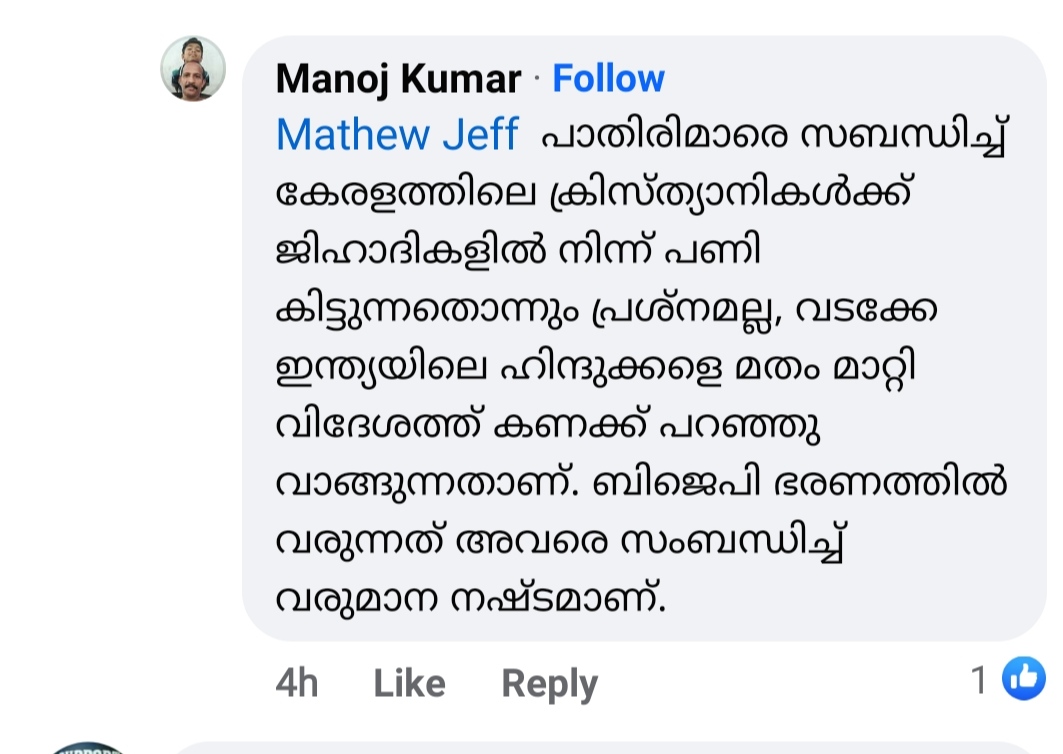 Manoj Kumar · Follow
Mathew Jeff പാതിരിമാരെ സബന്ധിച്ച്
കേരളത്തിലെ ക്രിസ്ത്യാനികൾക്ക്
ജിഹാദികളിൽ നിന്ന് പണി
കിട്ടുന്നതൊന്നും പ്രശ്നമല്ല, വടക്കേ
ഇന്ത്യയിലെ ഹിന്ദുക്കളെ മതം മാറ്റി
വിദേശത്ത് കണക്ക് പറഞ്ഞു
വാങ്ങുന്നതാണ്. ബിജെപി ഭരണത്തിൽ
വരുന്നത് അവരെ സംബന്ധിച്ച്
വരുമാന നഷ്ടമാണ്.
4h Like Reply 1